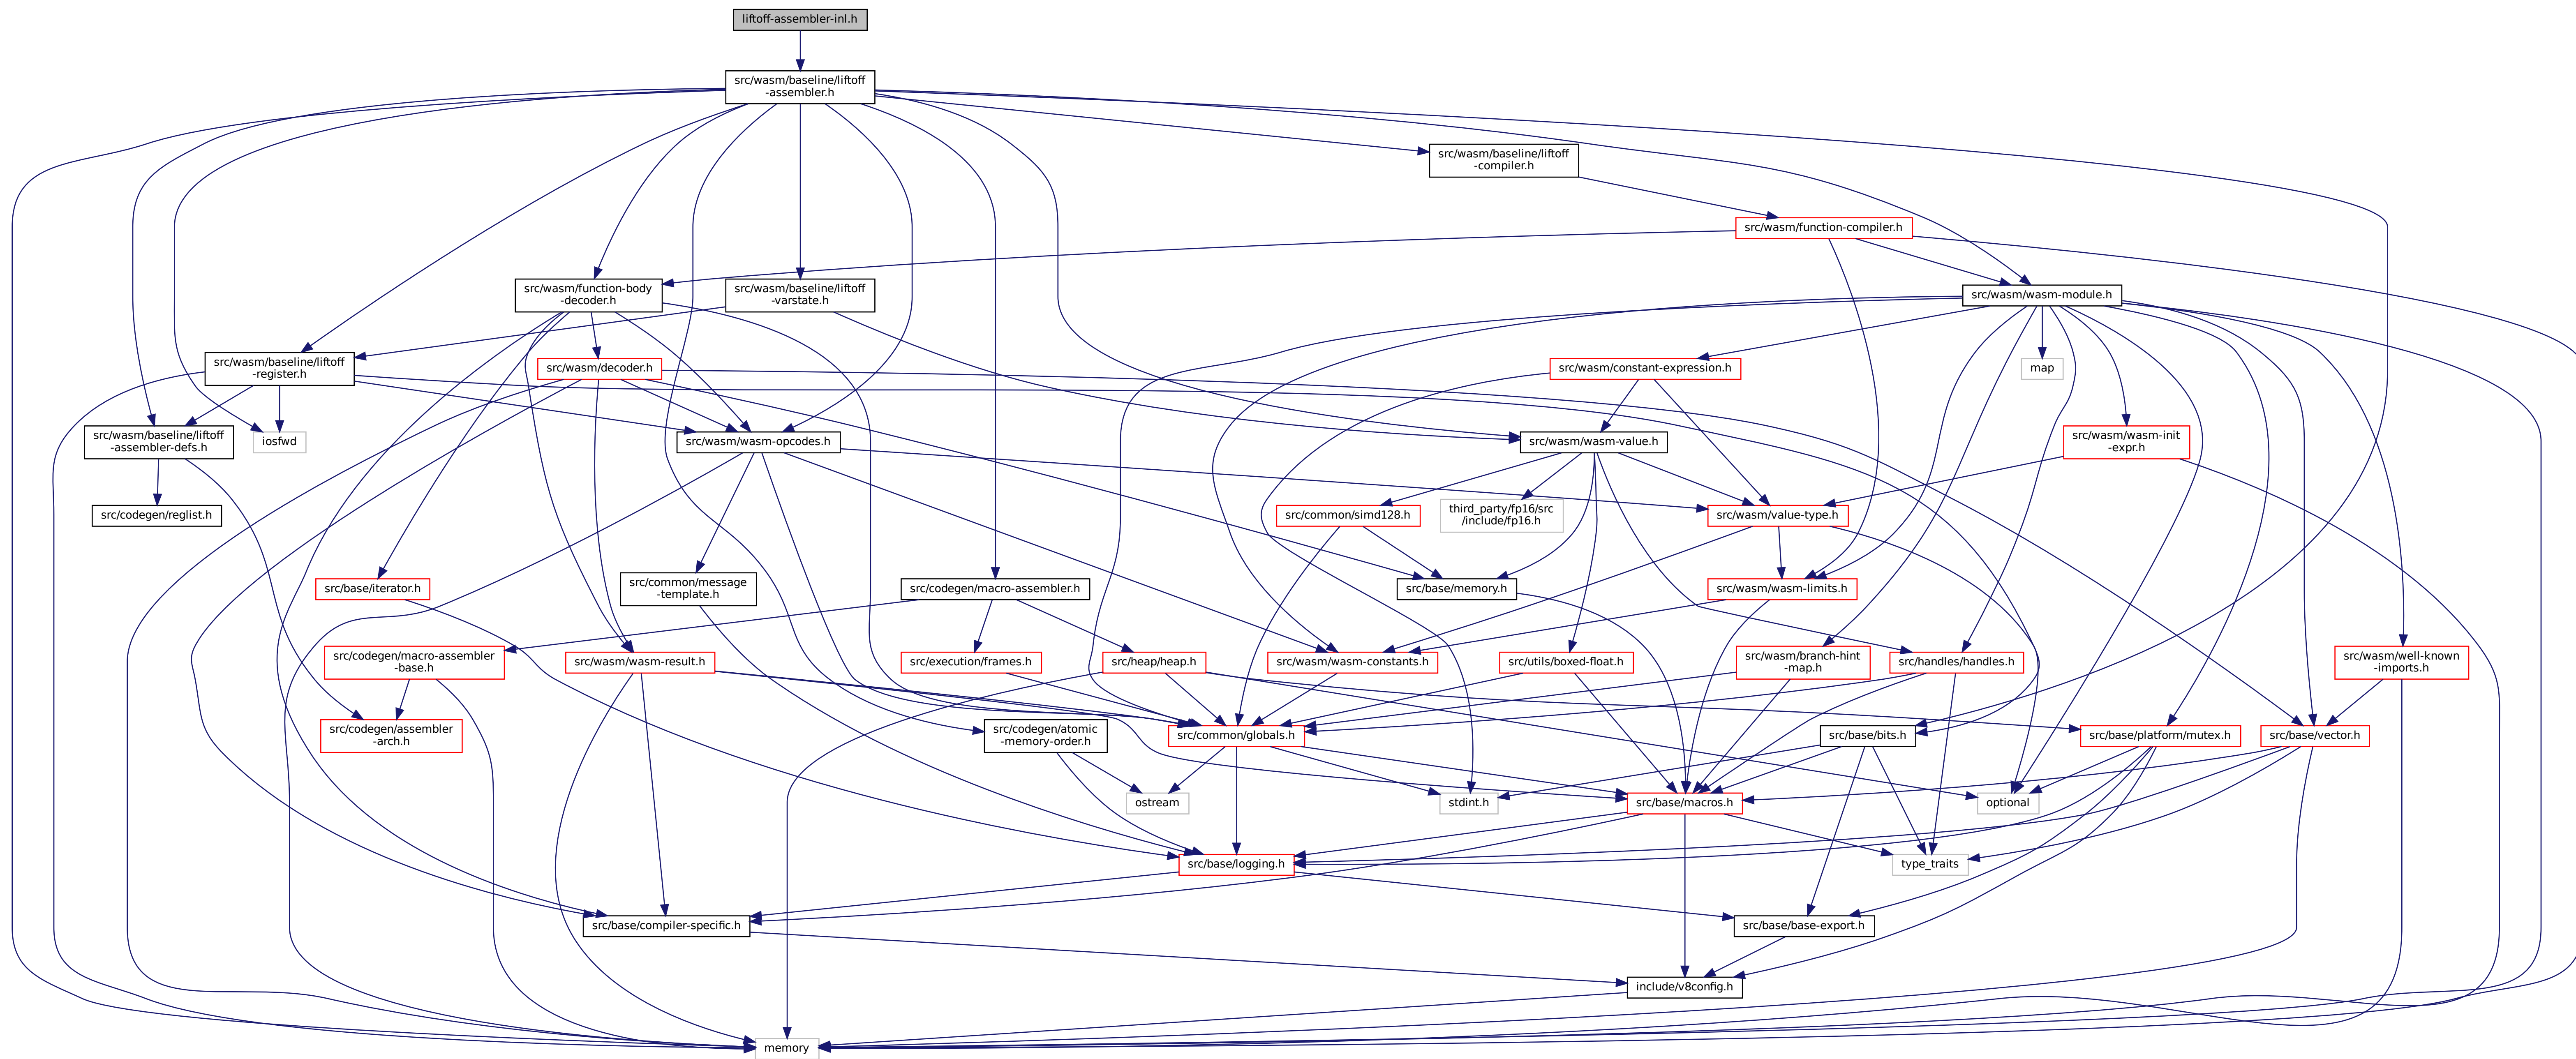 liftoff-assembler-inl.h
src/wasm/baseline/liftoff
-assembler.h
src/wasm/baseline/liftoff
-compiler.h
src/wasm/function-compiler.h
src/wasm/function-body
-decoder.h
src/wasm/baseline/liftoff
-varstate.h
src/wasm/wasm-module.h
src/wasm/baseline/liftoff
-register.h
src/wasm/decoder.h
src/wasm/constant-expression.h
map
src/wasm/baseline/liftoff
-assembler-defs.h
iosfwd
src/wasm/wasm-opcodes.h
src/wasm/wasm-value.h
src/wasm/wasm-init
-expr.h
src/codegen/reglist.h
src/common/simd128.h
third_party/fp16/src
/include/fp16.h
src/wasm/value-type.h
src/base/iterator.h
src/common/message
-template.h
src/codegen/macro-assembler.h
src/base/memory.h
src/wasm/wasm-limits.h
src/codegen/macro-assembler
-base.h
src/wasm/wasm-result.h
src/execution/frames.h
src/heap/heap.h
src/wasm/wasm-constants.h
src/utils/boxed-float.h
src/wasm/branch-hint
-map.h
src/handles/handles.h
src/wasm/well-known
-imports.h
src/codegen/assembler
-arch.h
src/codegen/atomic
-memory-order.h
src/common/globals.h
src/base/bits.h
src/base/platform/mutex.h
src/base/vector.h
ostream
stdint.h
src/base/macros.h
optional
src/base/logging.h
type_traits
src/base/compiler-specific.h
src/base/base-export.h
include/v8config.h
memory